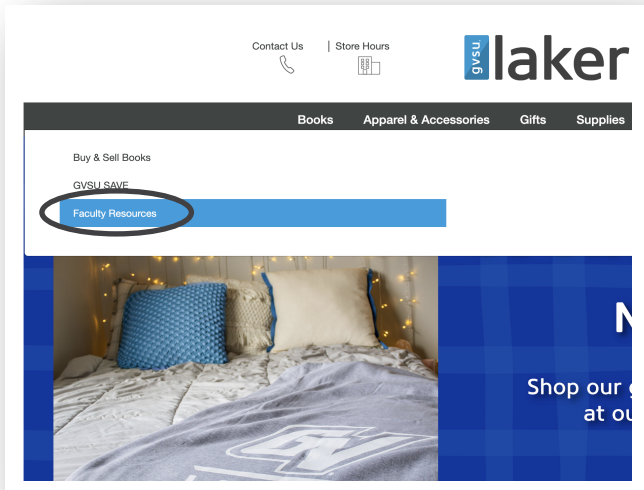 Contact Us | Store Hours
gvsu laker
Books Apparel & Accessories Gifts Supplies
Buy & Sell Books
GVSU SAVE
Faculty Resources
N
Shop our g
at ou
GV